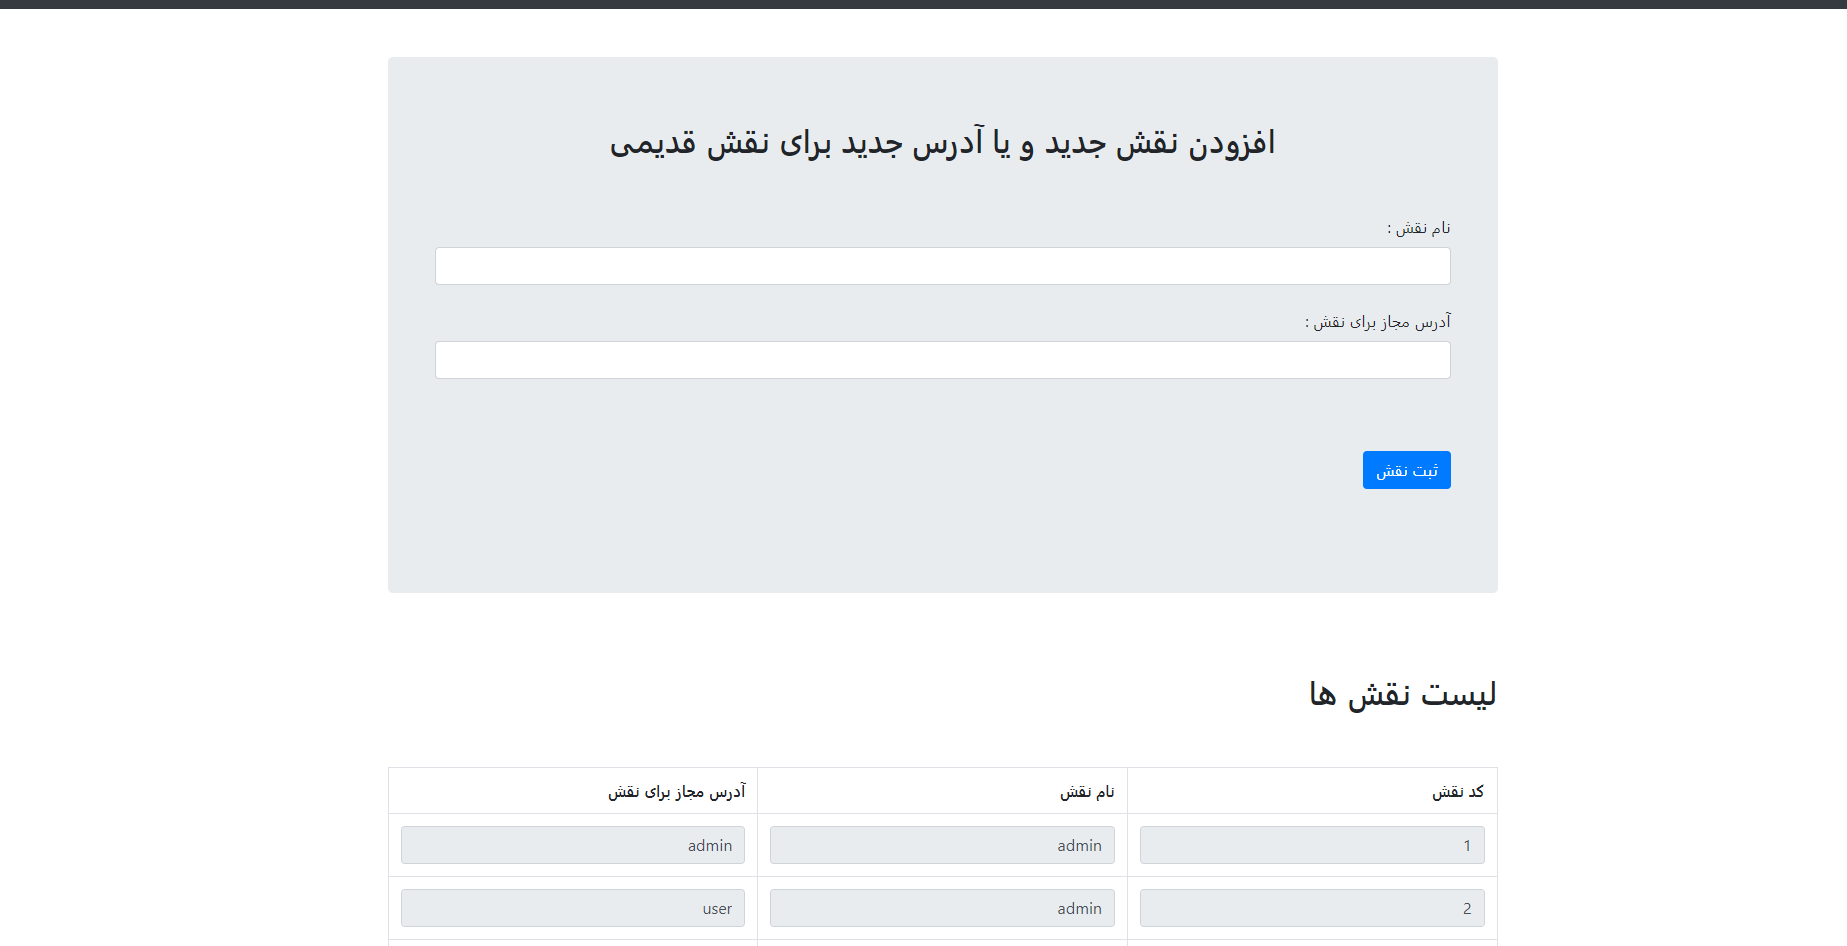 افزودن نقش جدید و یا آدرس جدید برای نقش قدیمی
نام نقش :
آدرس مجاز برای نقش :
ثبت نقش
لیست نقش ها
کد نقش نام نقش آدرس مجاز برای نقش
1 admin admin
2 admin user